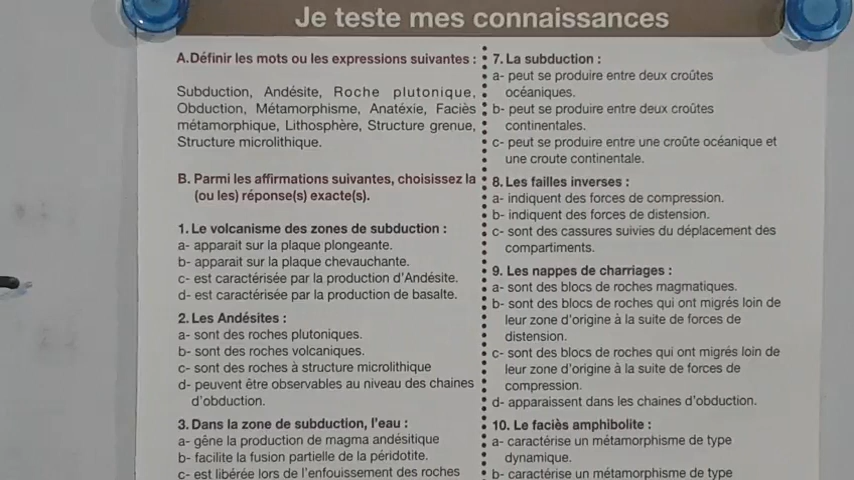 Je teste mes connaissances
A.Définir les mots ou les expressions suivantes :
Subduction, Andésite, Roche plutonique,
Obduction, Métamorphisme, Anatéxie, Faciès
métamorphique, Lithosphère, Structure grenue,
Structure microlithique.
B. Parmi les affirmations suivantes, choisissez la
(ou les) réponse(s) exacte(s).
1. Le volcanisme des zones de subduction :
a- apparait sur la plaque plongeante.
b- apparait sur la plaque chevauchante.
c- est caractérisée par la production d'Andésite.
d- est caractérisée par la production de basalte.
2. Les Andésites :
a- sont des roches plutoniques.
b- sont des roches volcaniques.
c- sont des roches à structure microlithique
d- peuvent être observables au niveau des chaines
d'obduction.
3. Dans la zone de subduction, l'eau :
a- gêne la production de magma andésitique
b- facilite la fusion partielle de la péridotite.
c- est libérée lors de l'enfouissement des roches
7. La subduction :
a- peut se produire entre deux croûtes
océaniques.
b- peut se produire entre deux croûtes
continentales.
c- peut se produire entre une croûte océanique et
une croute continentale.
8. Les failles inverses :
a- indiquent des forces de compression.
b- indiquent des forces de distension.
c- sont des cassures suivies du déplacement des
compartiments.
9. Les nappes de charriages :
a- sont des blocs de roches magmatiques.
b- sont des blocs de roches qui ont migrés loin de
leur zone d'origine à la suite de forces de
distension.
c- sont des blocs de roches qui ont migrés loin de
leur zone d'origine à la suite de forces de
compression.
d- apparaissent dans les chaines d'obduction.
10. Le faciès amphibolite :
a- caractérise un métamorphisme de type
dynamique.
b- caractérise un métamorphisme de type